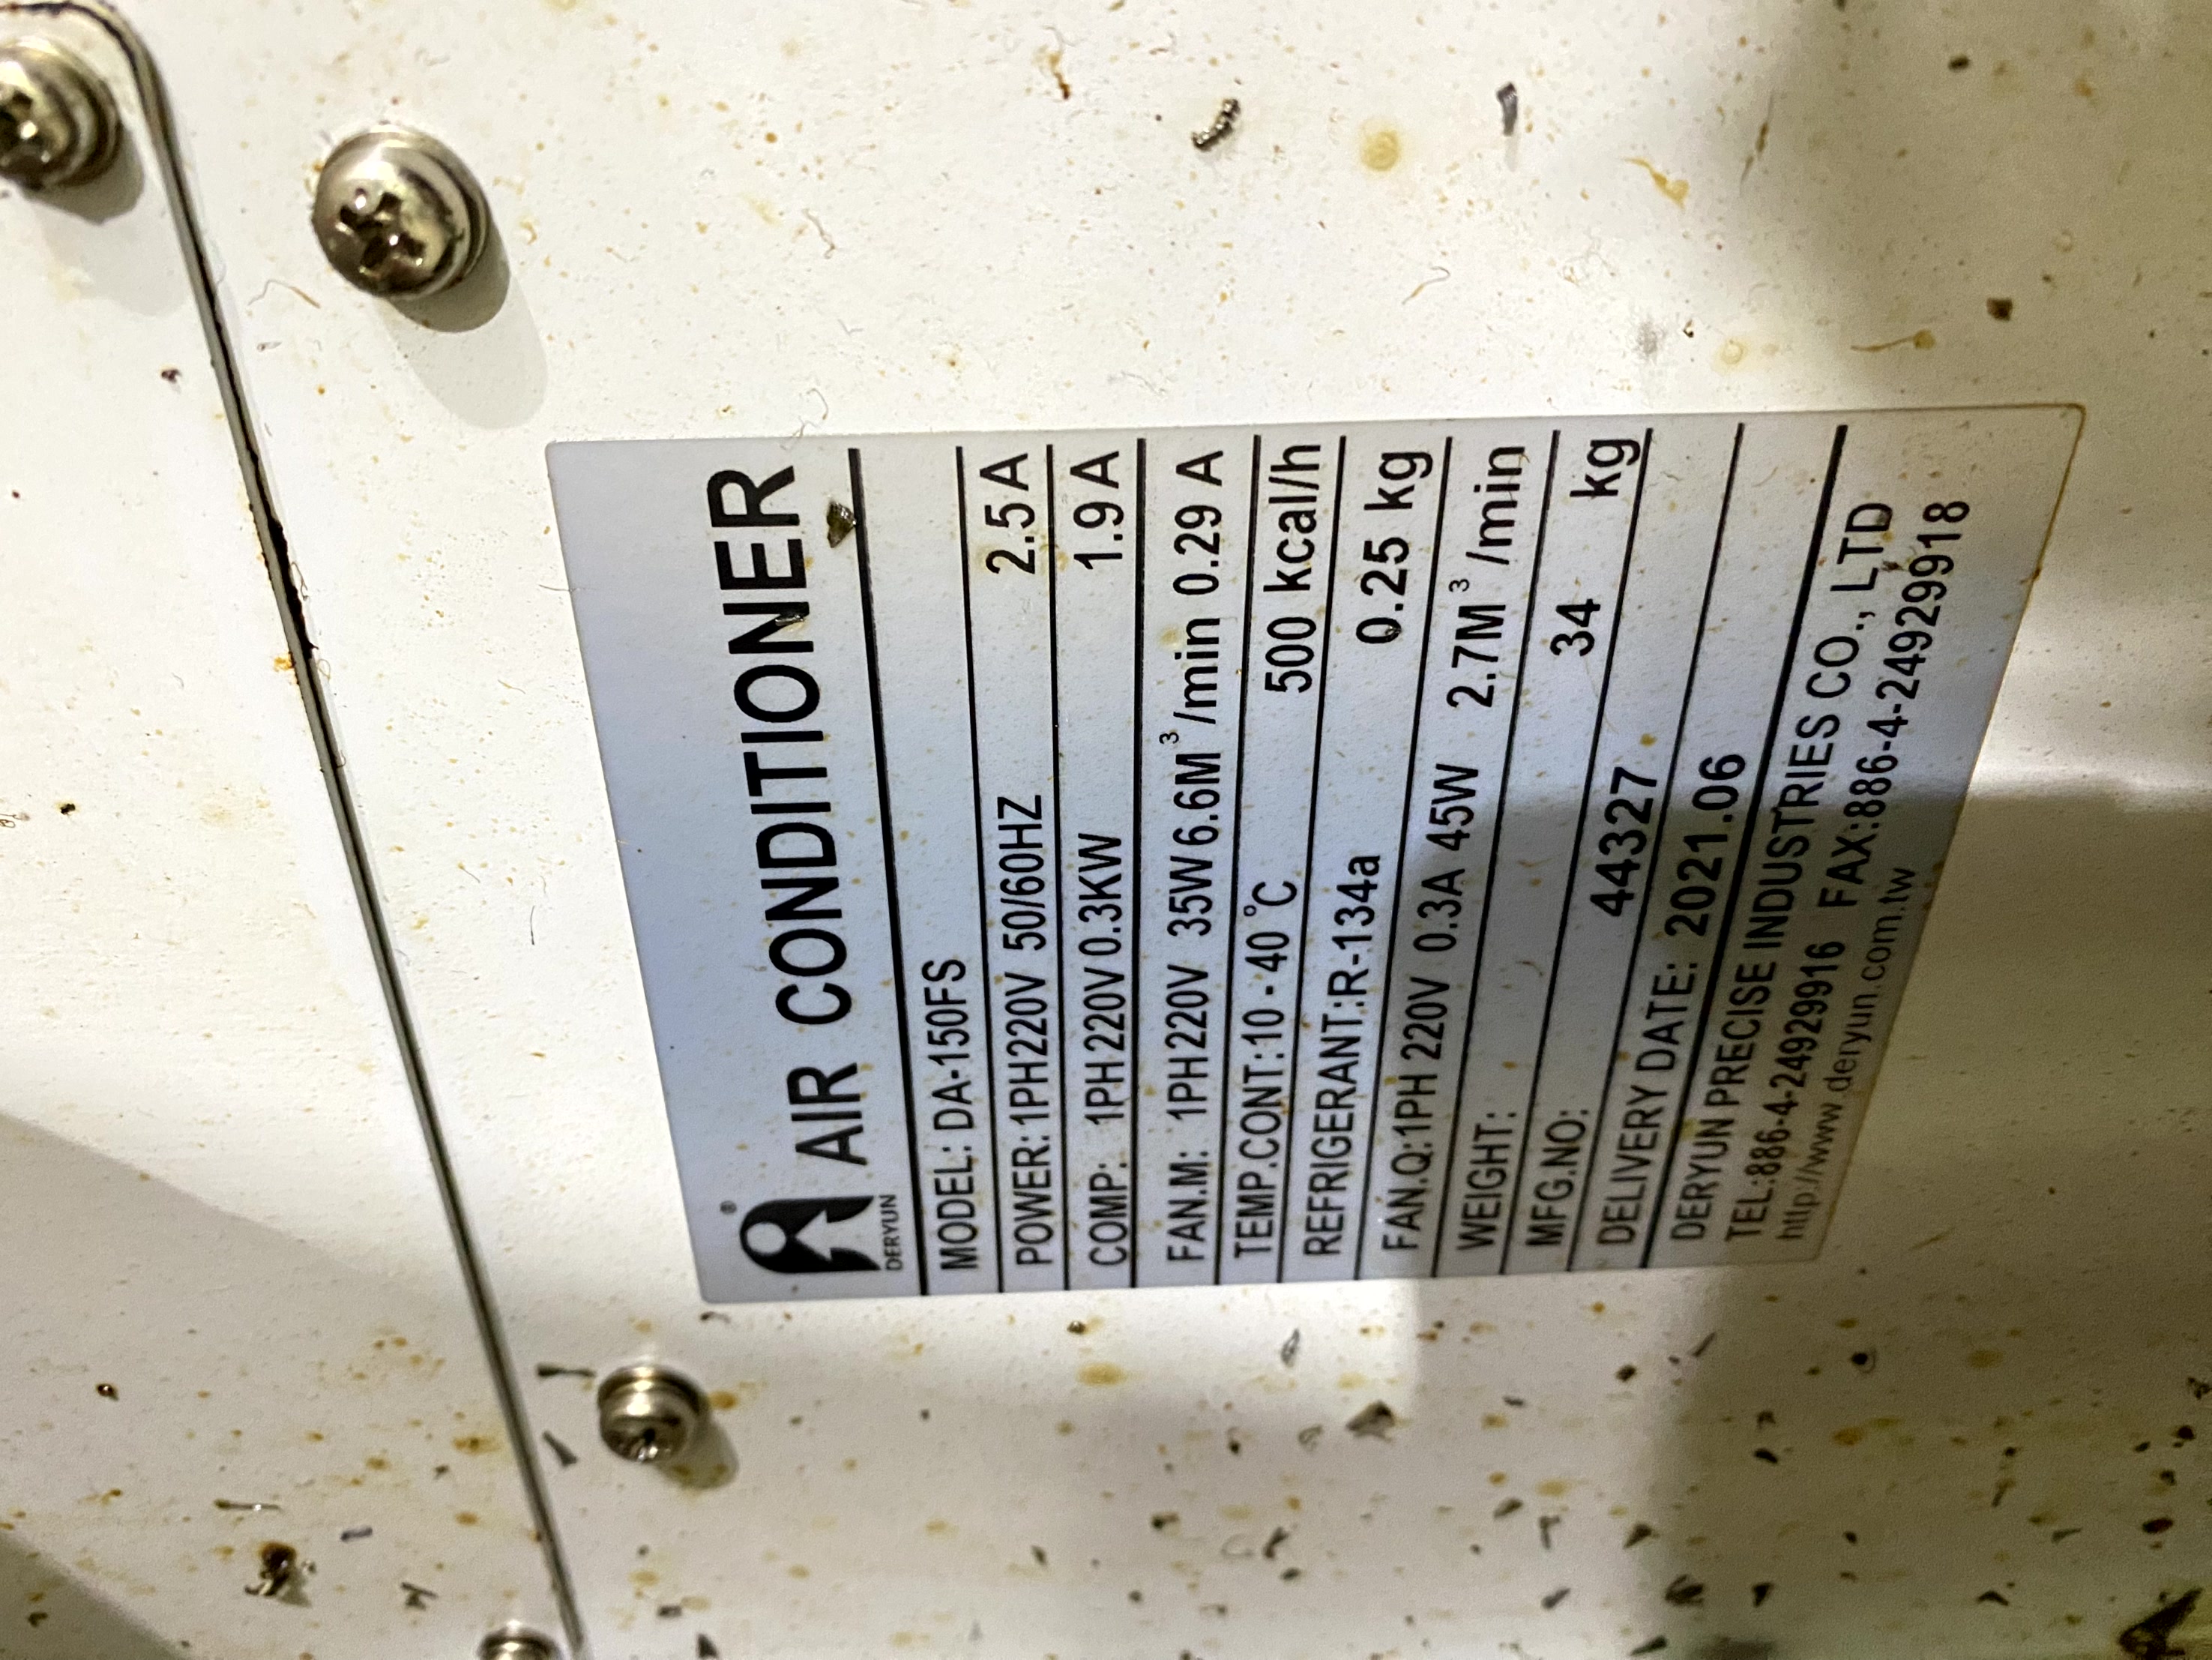 ®
DERYUN
AIR CONDITIONER
MODEL: DA-150FS
POWER: 1PH220V 50/60HZ 2.5A
COMP: 1PH 220V 0.3KW 1.9A
FAN.M: 1PH220V 35W 6.6M³/min 0.29 A
TEMP.CONT: 10 - 40 °C 500 kcal/h
REFRIGERANT:R-134a 0.25 kg
FAN.Q:1PH 220V 0.3A 45W 2.7M³/min
WEIGHT: 34 kg
MFG.NO: 44327
DELIVERY DATE: 2021.06
DERYUN PRECISE INDUSTRIES CO., LTD
TEL:886-4-24929916 FAX:886-4-24929918
http://www.deryun.com.tw